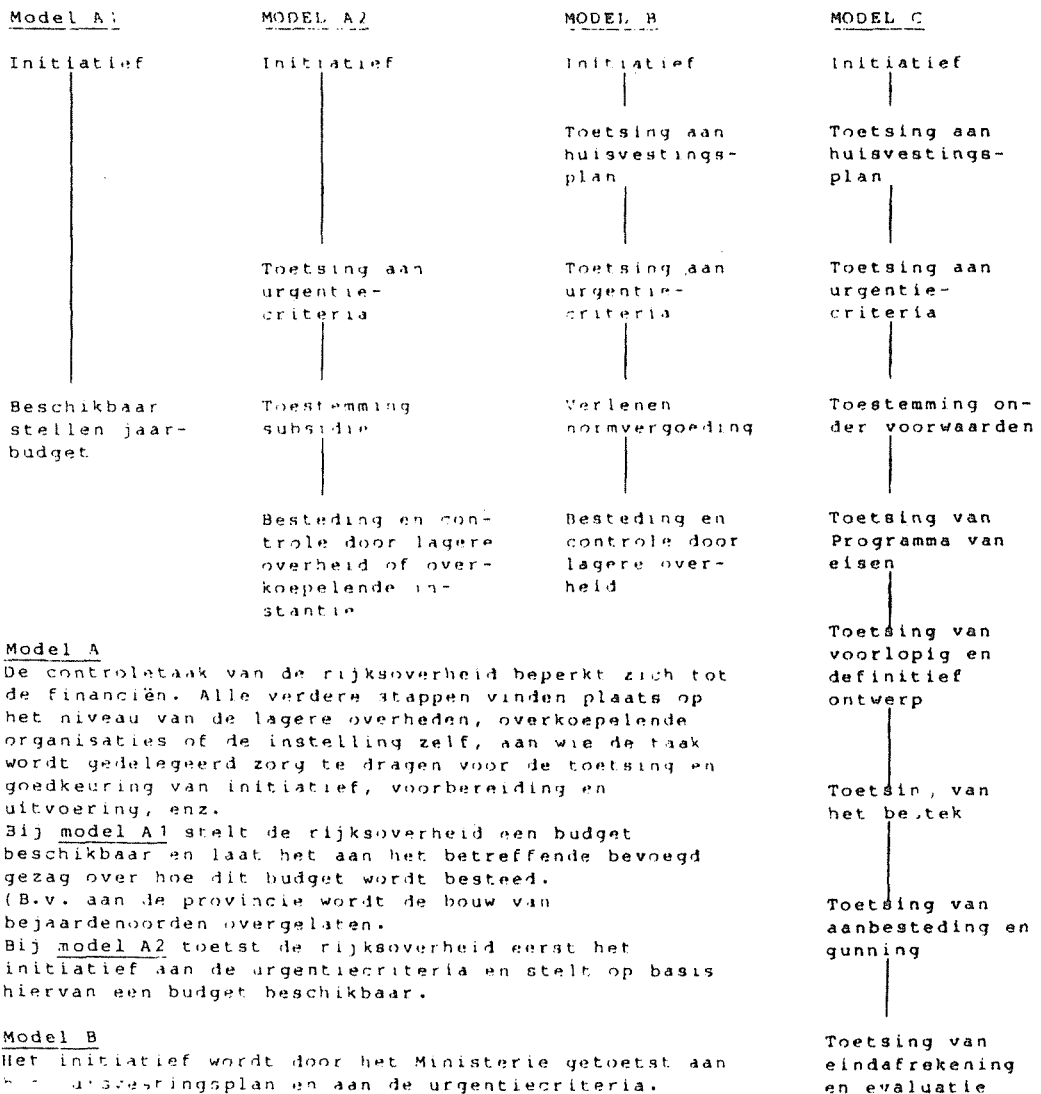 Model A1
Initiatief
Beschikbaar
stellen jaar-
budget
MODEL A2
Initiatief
Toetsing aan
urgentie-
criteria
Toestemming
subsidie
Besteding en con-
trole door lagere
overheid of over-
koepelende in-
stantie
MODEL B
Initiatief
Toetsing aan
huisvestings-
plan
Toetsing aan
urgentie-
criteria
Verlenen
normvergoeding
Besteding en
controle door
lagere over-
heid
MODEL C
Initiatief
Toetsing aan
huisvestings-
plan
Toetsing aan
urgentie-
criteria
Toestemming on-
der voorwaarden
Toetsing van
Programma van
eisen
Toetsing van
voorlopig en
definitief
ontwerp
Toetsin, van
het be,tek
Toetsing van
aanbesteding en
gunning
Toetsing van
eindafrekening
en evaluatie
Model A
De controletaak van de rijksoverheid beperkt zich tot
de financiën. Alle verdere stappen vinden plaats op
het niveau van de lagere overheden, overkoepelende
organisaties of de instelling zelf, aan wie de taak
wordt gedelegeerd zorg te dragen voor de toetsing en
goedkeuring van initiatief, voorbereiding en
uitvoering, enz.
Bij model A1 stelt de rijksoverheid een budget
beschikbaar en laat het aan het betreffende bevoegd
gezag over hoe dit budget wordt besteed.
(B.v. aan de provincie wordt de bouw van
bejaardenoorden overgelaten.
Bij model A2 toetst de rijksoverheid eerst het
initiatief aan de urgentiecriteria en stelt op basis
hiervan een budget beschikbaar.
Model B
Het initiatief wordt door het Ministerie getoetst aan
en aan de urgentiecriteria.